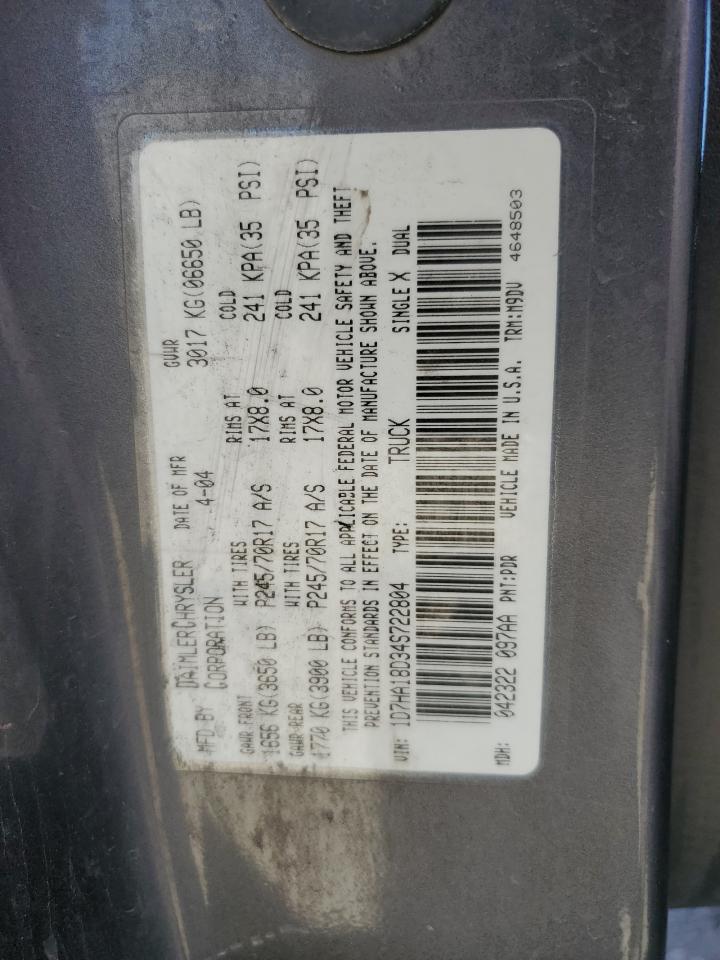 MFD BY DAIMLERCHRYSLER CORPORATION DATE OF MFR 4-04 GVWR 3017 KG(06650 LB)
GAWR FRONT WITH TIRES RIMS AT COLD
1656 KG(3650 LB) P245/70R17 A/S 17X8.0 241 KPA(35 PSI)
GAWR-REAR WITH TIRES RIMS AT COLD
1770 KG(3900 LB) P245/70R17 A/S 17X8.0 241 KPA(35 PSI)
THIS VEHICLE CONFORMS TO ALL APPLICABLE FEDERAL MOTOR VEHICLE SAFETY AND THEFT
PREVENTION STANDARDS IN EFFECT ON THE DATE OF MANUFACTURE SHOWN ABOVE.
VIN: 1D7HA18D34S722804 TYPE: TRUCK SINGLE X DUAL
MDH: 042322 097AA PNT:PDR VEHICLE MADE IN U.S.A. TRM:M9DV 4648503